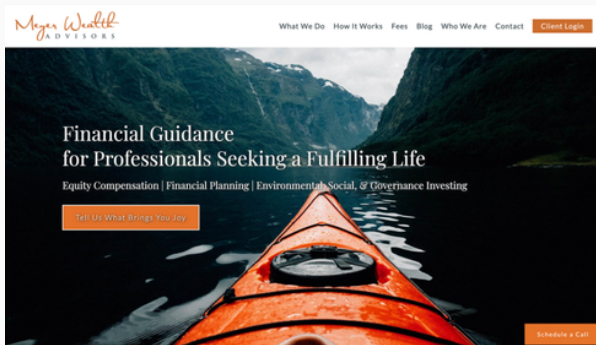 Meyer Wealth
ADVISORS
What We Do How It Works Fees Blog Who We Are Contact Client Login
Financial Guidance
for Professionals Seeking a Fulfilling Life
Equity Compensation | Financial Planning | Environmental, Social, & Governance Investing
Tell Us What Brings You Joy
Schedule a Call